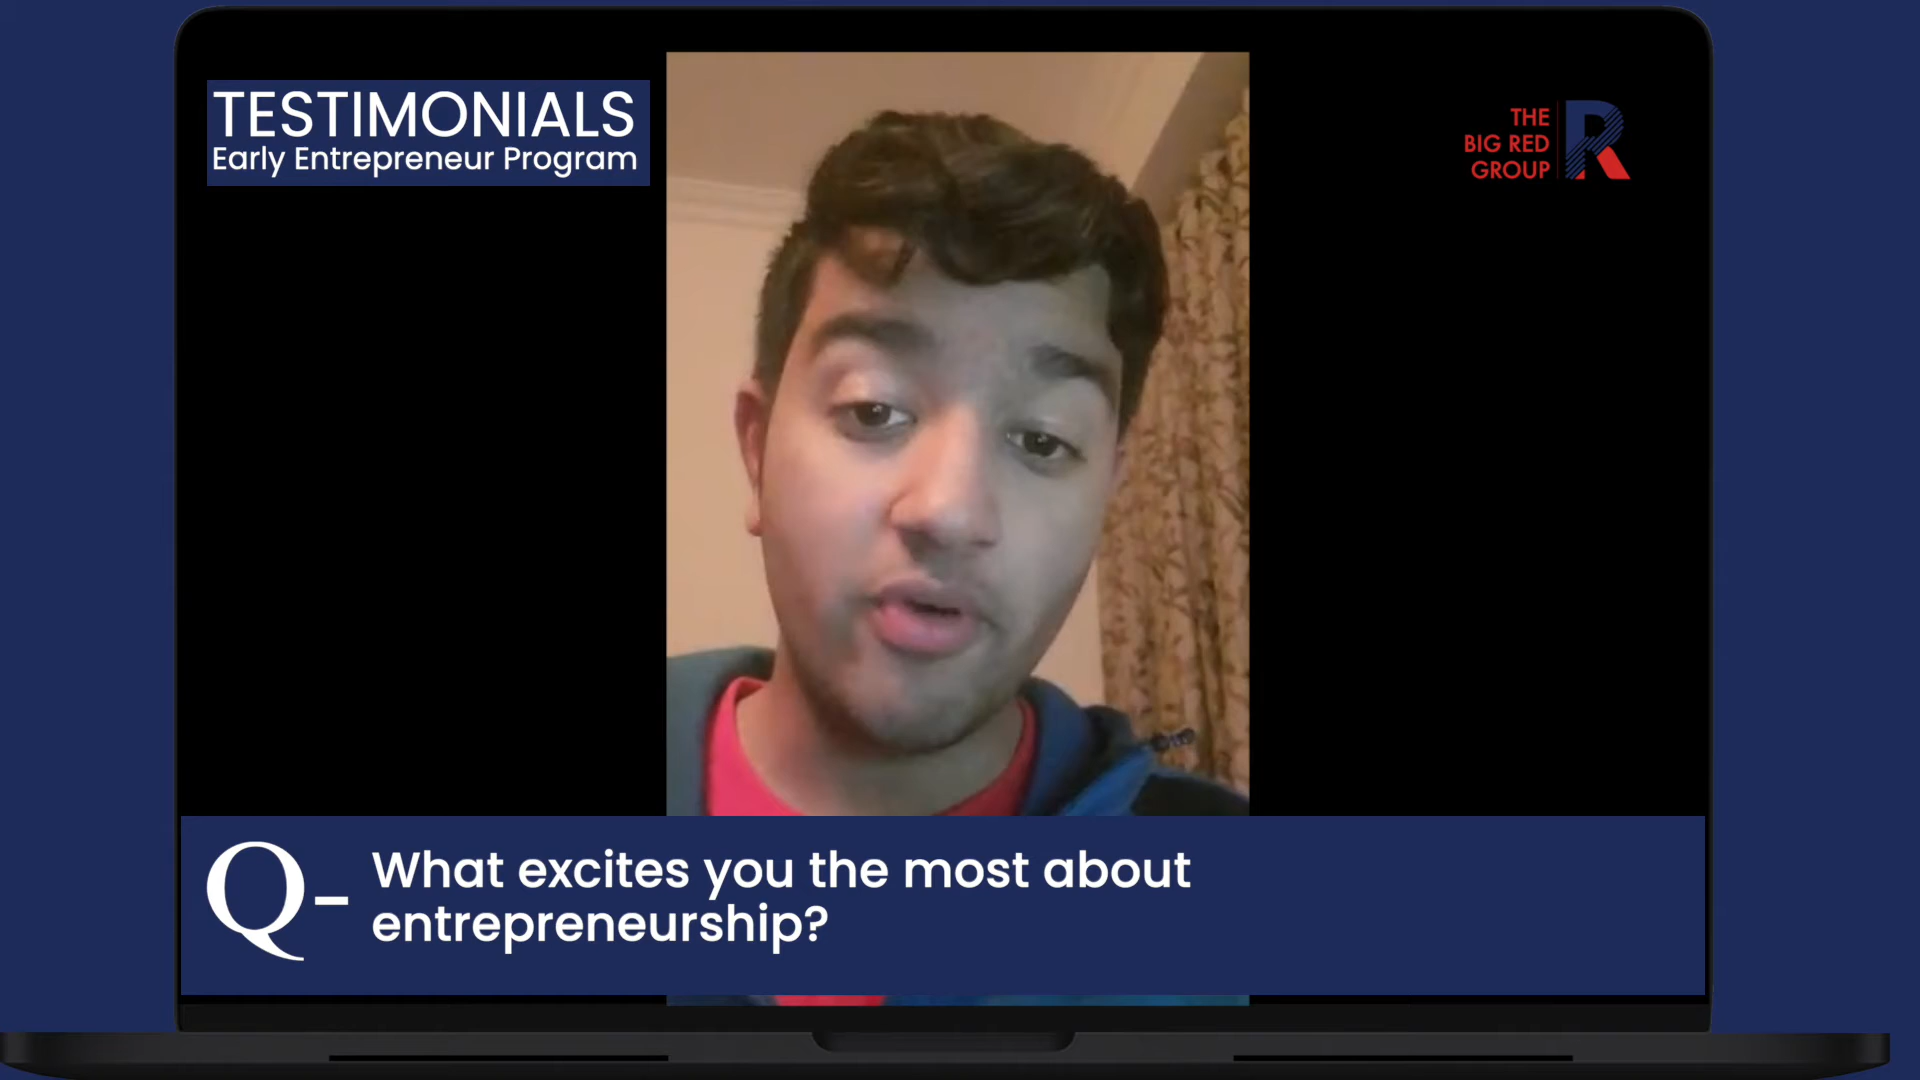 TESTIMONIALS
Early Entrepreneur Program
THE
BIG RED
GROUP
R
Q- What excites you the most about
entrepreneurship?